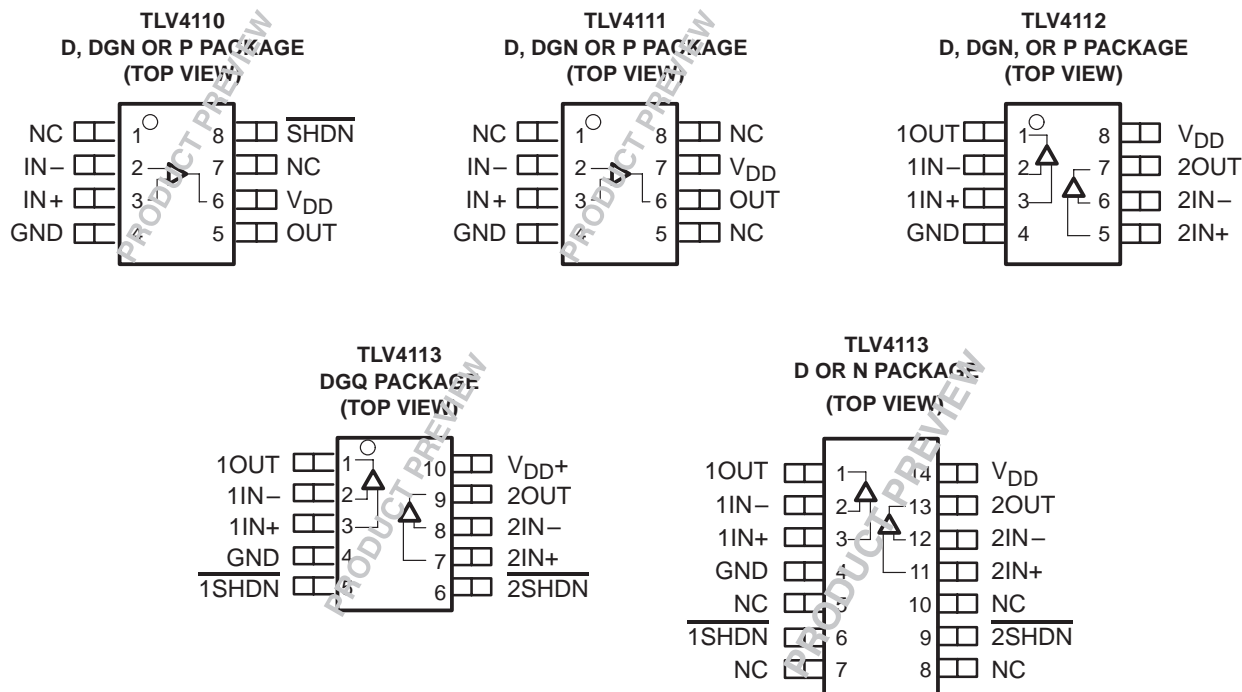 TLV4110
D, DGN OR P PACKAGE
(TOP VIEW)
NC 1 8 SHDN
IN− 2 7 NC
IN+ 3 6 VDD
GND 4 5 OUT
PRODUCT PREVIEW
TLV4111
D, DGN OR P PACKAGE
(TOP VIEW)
NC 1 8 NC
IN− 2 7 VDD
IN+ 3 6 OUT
GND 4 5 NC
PRODUCT PREVIEW
TLV4112
D, DGN, OR P PACKAGE
(TOP VIEW)
1OUT 1 8 VDD
1IN− 2 7 2OUT
1IN+ 3 6 2IN−
GND 4 5 2IN+
TLV4113
DGQ PACKAGE
(TOP VIEW)
1OUT 1 10 VDD+
1IN− 2 9 2OUT
1IN+ 3 8 2IN−
GND 4 7 2IN+
1SHDN 5 6 2SHDN
PRODUCT PREVIEW
TLV4113
D OR N PACKAGE
(TOP VIEW)
1OUT 1 14 VDD
1IN− 2 13 2OUT
1IN+ 3 12 2IN−
GND 4 11 2IN+
NC 5 10 NC
1SHDN 6 9 2SHDN
NC 7 8 NC
PRODUCT PREVIEW